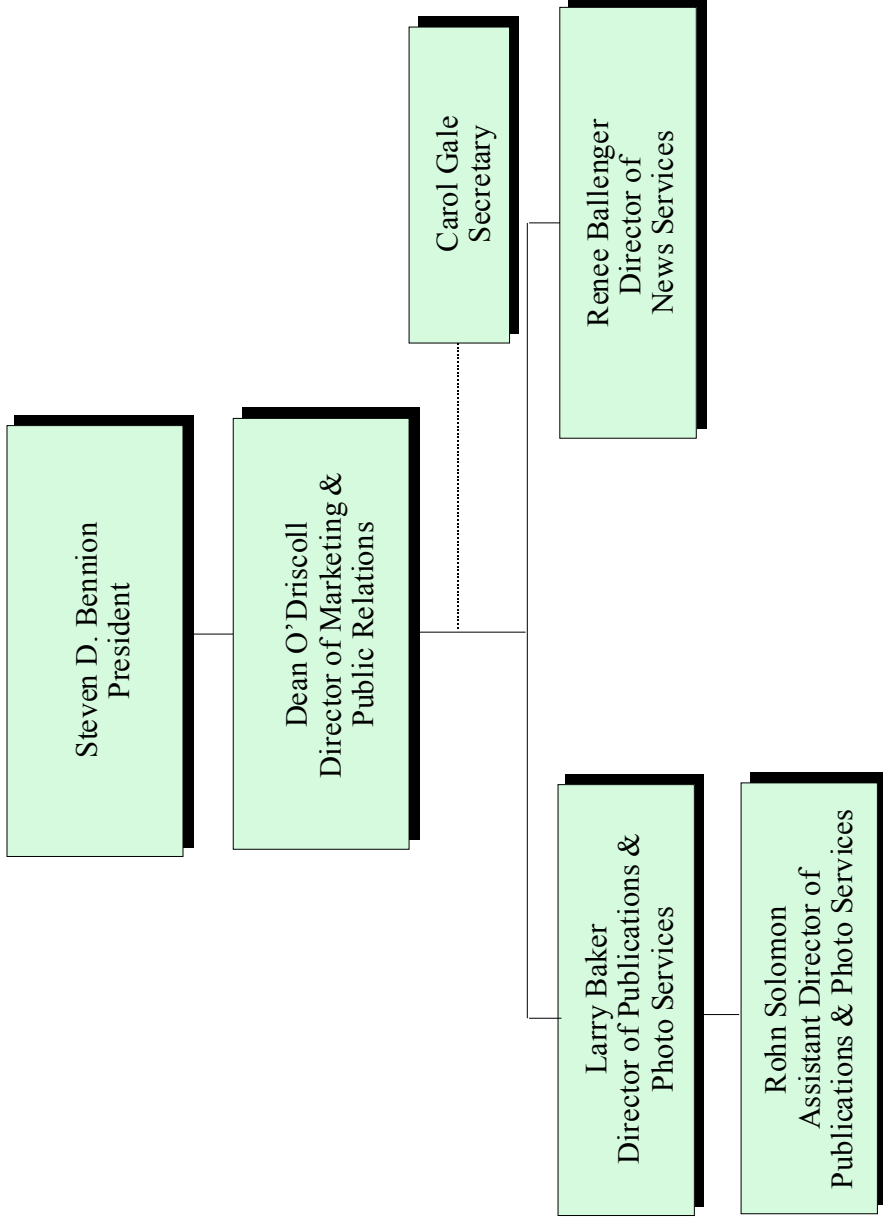 Steven D. Bennion
President
Dean O’Driscoll
Director of Marketing &
Public Relations
Carol Gale
Secretary
Larry Baker
Director of Publications &
Photo Services
Renee Ballenger
Director of
News Services
Rohn Solomon
Assistant Director of
Publications & Photo Services